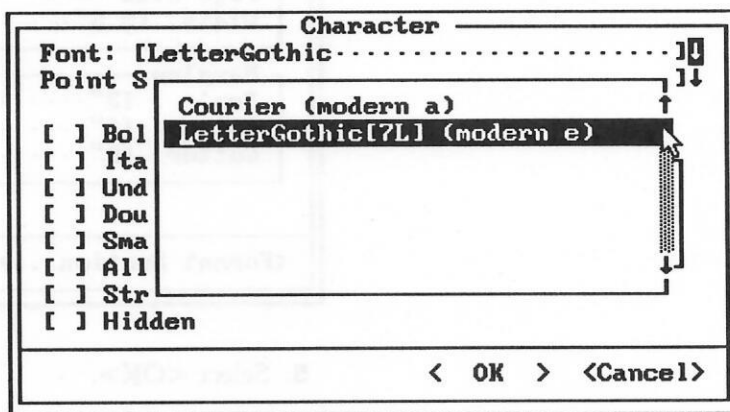 Character
Font: [LetterGothic······················]↓
Point S ]↓
Courier (modern a) ↑
[ ] Bol LetterGothic[7L] (modern e)
[ ] Ita
[ ] Und
[ ] Dou
[ ] Sma
[ ] All ↓
[ ] Str
[ ] Hidden
< OK > <Cancel>